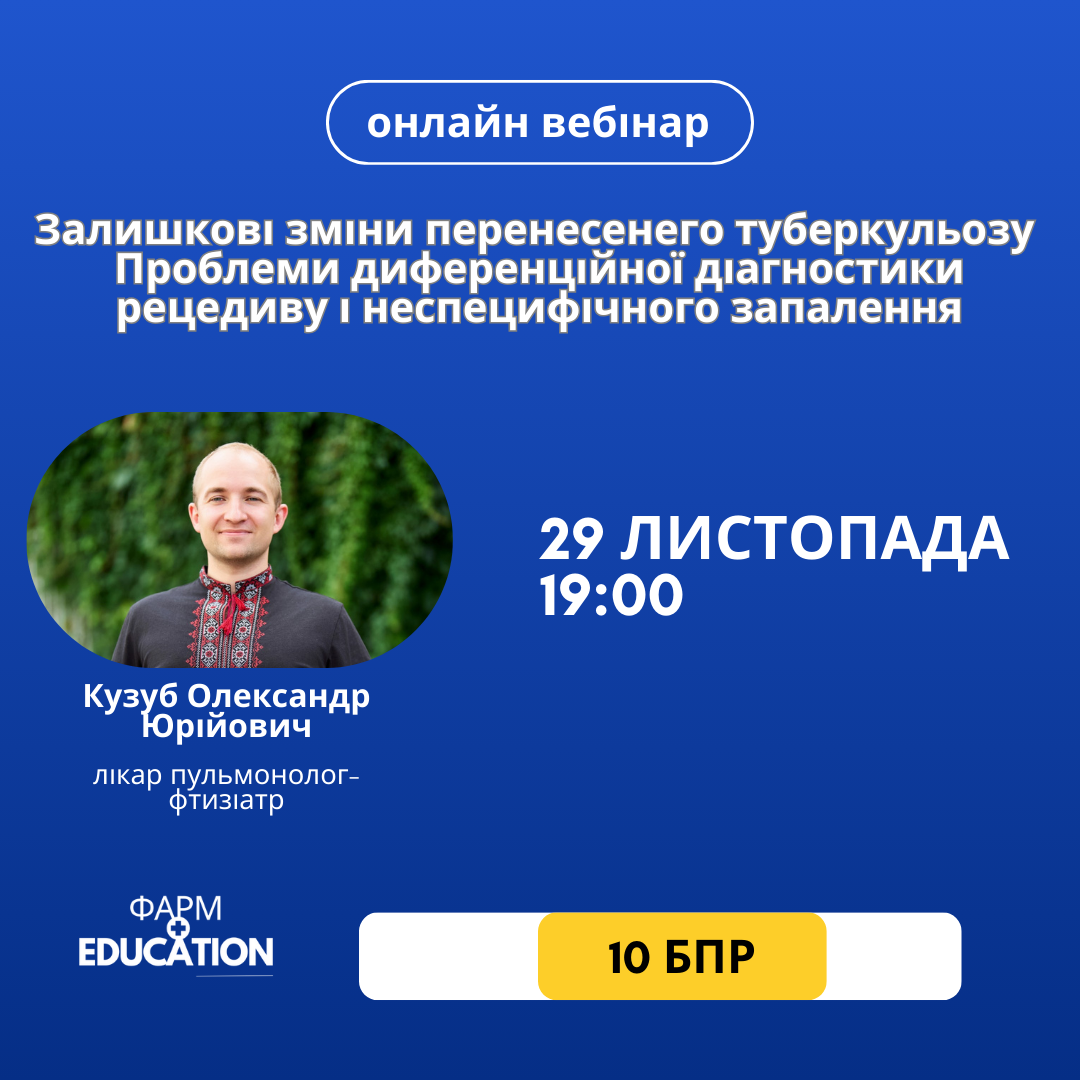 онлайн вебінар
Залишкові зміни перенесенего туберкульозу
Проблеми диференційної діагностики
рецедиву і неспецифічного запалення
29 ЛИСТОПАДА
19:00
Кузуб Олександр
Юрійович
лікар пульмонолог-
фтизіатр
ФАРМ
EDUCATION
10 БПР